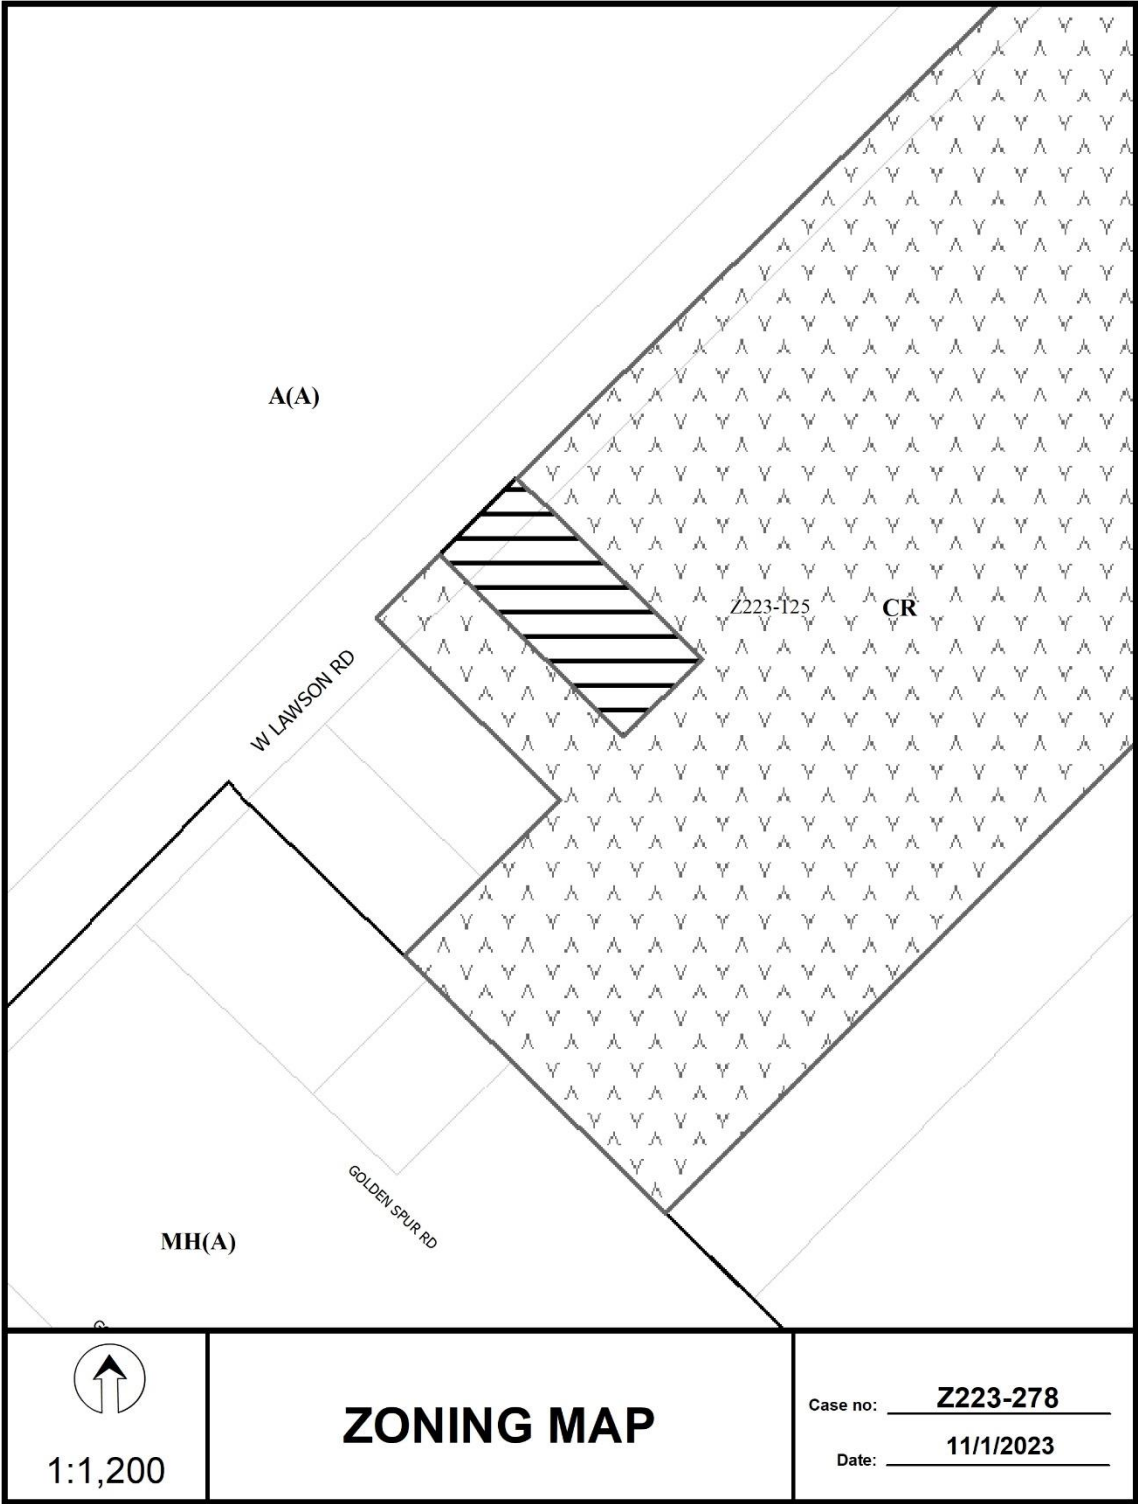 A(A)
Z223-125
CR
W LAWSON RD
GOLDEN SPUR RD
MH(A)
1:1,200
ZONING MAP
Case no: Z223-278
Date: 11/1/2023